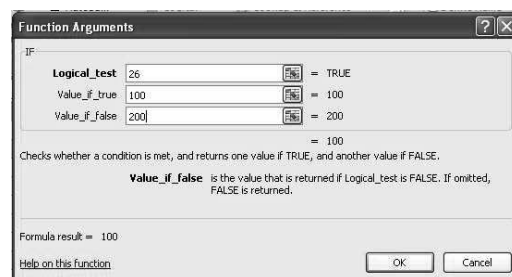 Function Arguments
IF
Logical_test 26 = TRUE
Value_if_true 100 = 100
Value_if_false 200 = 200
= 100
Checks whether a condition is met, and returns one value if TRUE, and another value if FALSE.
Value_if_false is the value that is returned if Logical_test is FALSE. If omitted,
FALSE is returned.
Formula result = 100
Help on this function OK Cancel